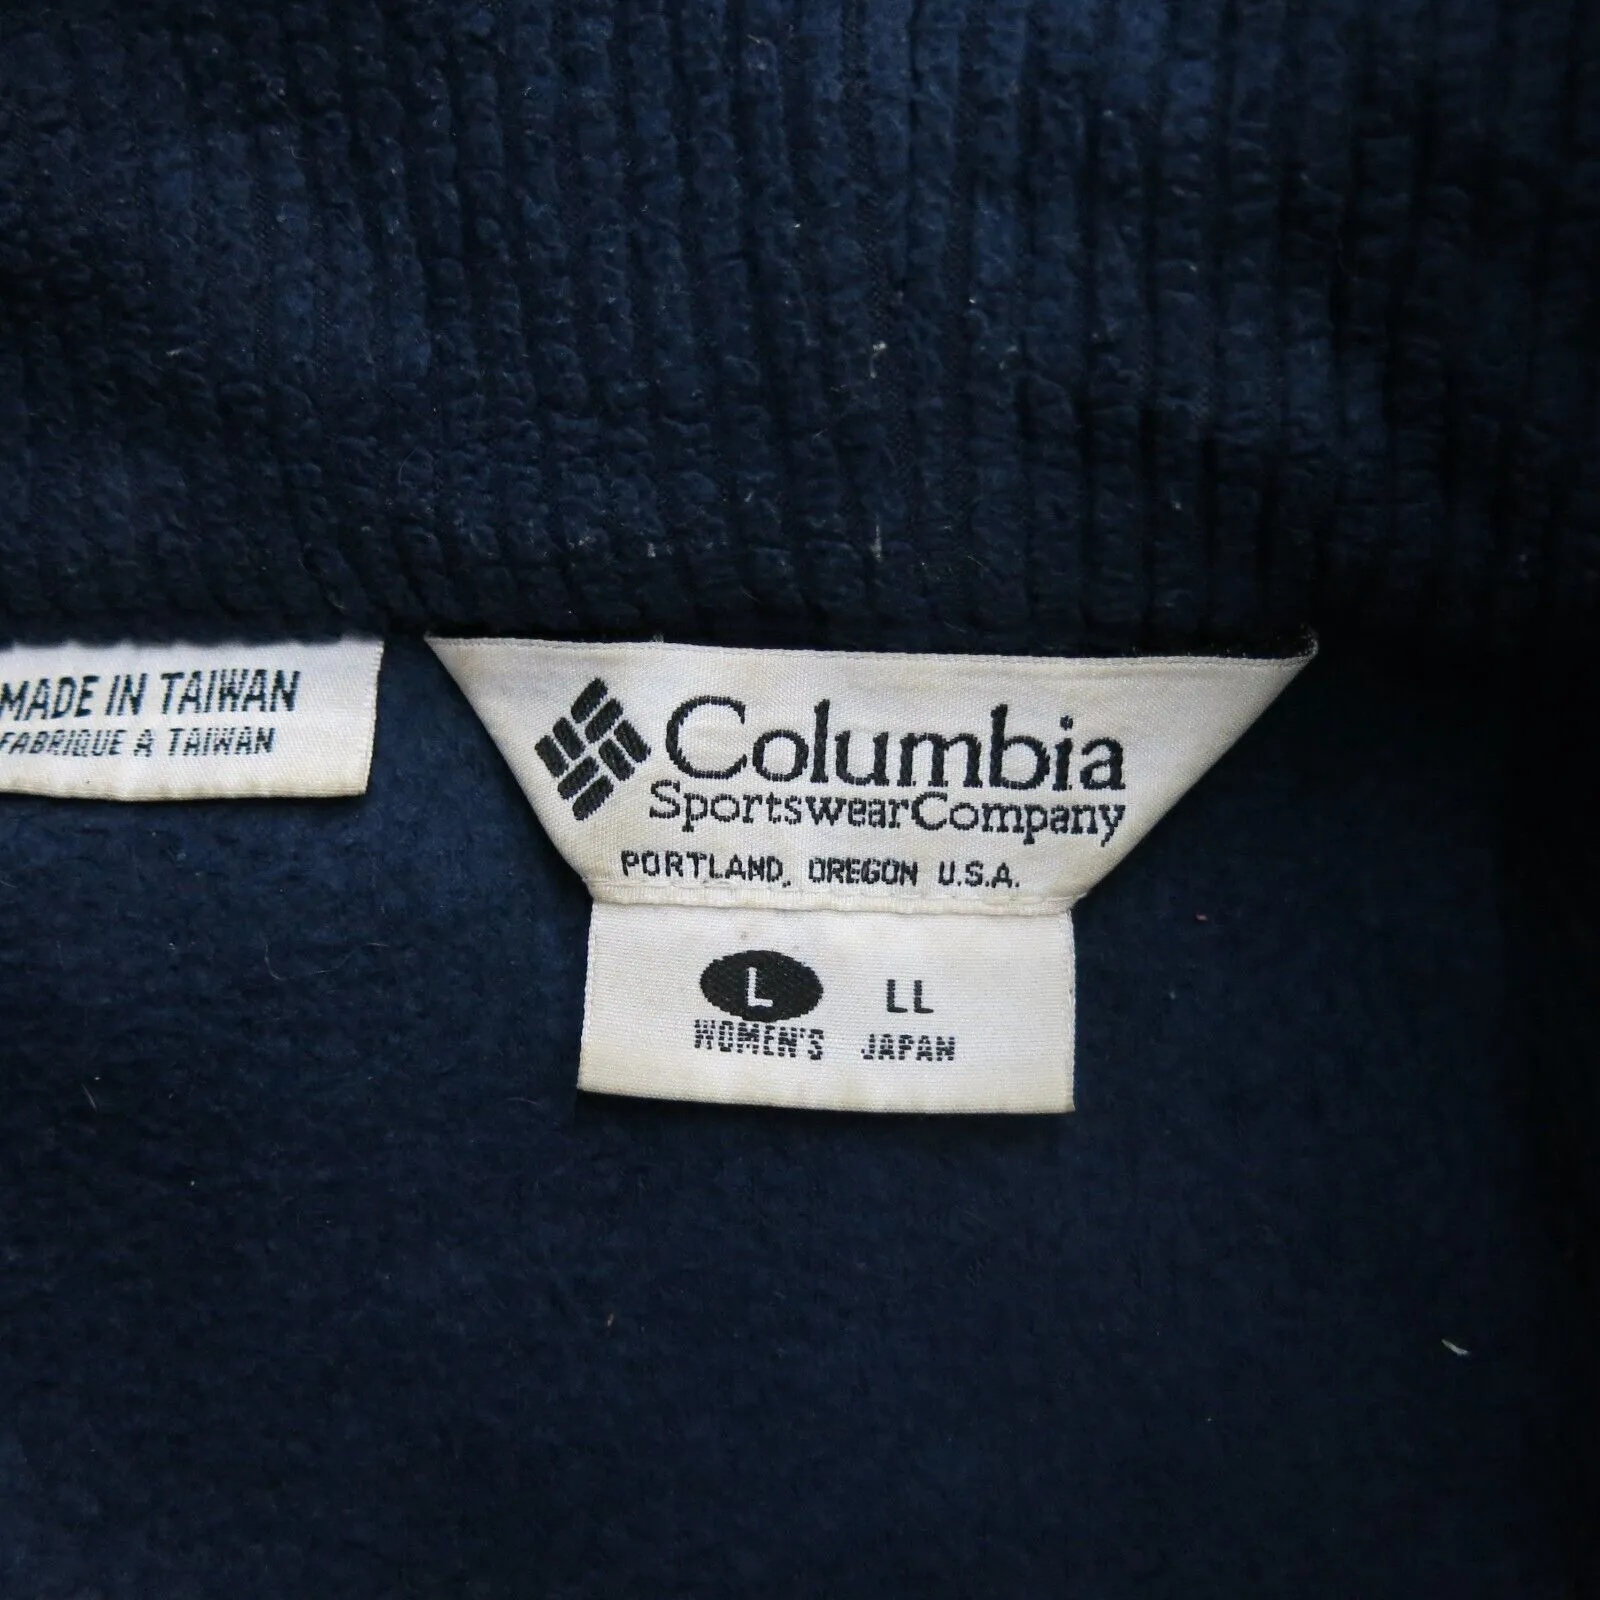 MADE IN TAIWAN
FABRIQUE A TAIWAN
Columbia
SportswearCompany
PORTLAND, OREGON U.S.A.
L LL
WOMEN'S JAPAN